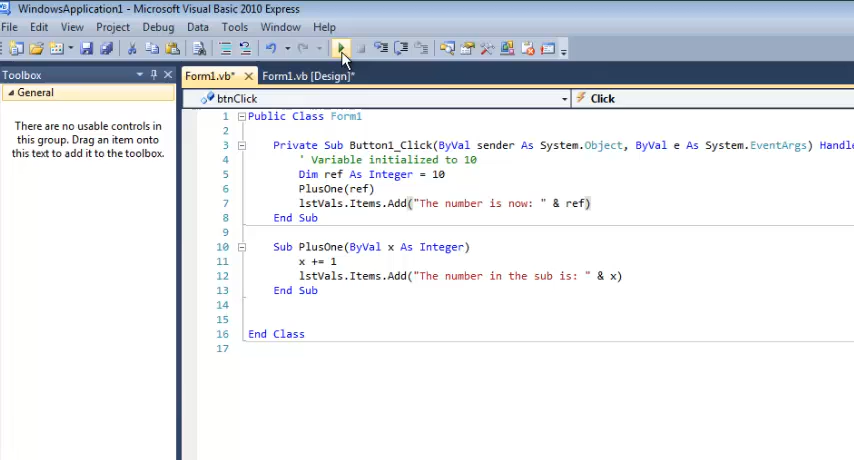 WindowsApplication1 - Microsoft Visual Basic 2010 Express
File Edit View Project Debug Data Tools Window Help
Toolbox
General
There are no usable controls in
this group. Drag an item onto
this text to add it to the toolbox.
Form1.vb* Form1.vb [Design]*
btnClick Click
1 Public Class Form1
2
3 Private Sub Button1_Click(ByVal sender As System.Object, ByVal e As System.EventArgs) Handle
4 ' Variable initialized to 10
5 Dim ref As Integer = 10
6 PlusOne(ref)
7 lstVals.Items.Add("The number is now: " & ref)
8 End Sub
9
10 Sub PlusOne(ByVal x As Integer)
11 x += 1
12 lstVals.Items.Add("The number in the sub is: " & x)
13 End Sub
14
15
16 End Class
17